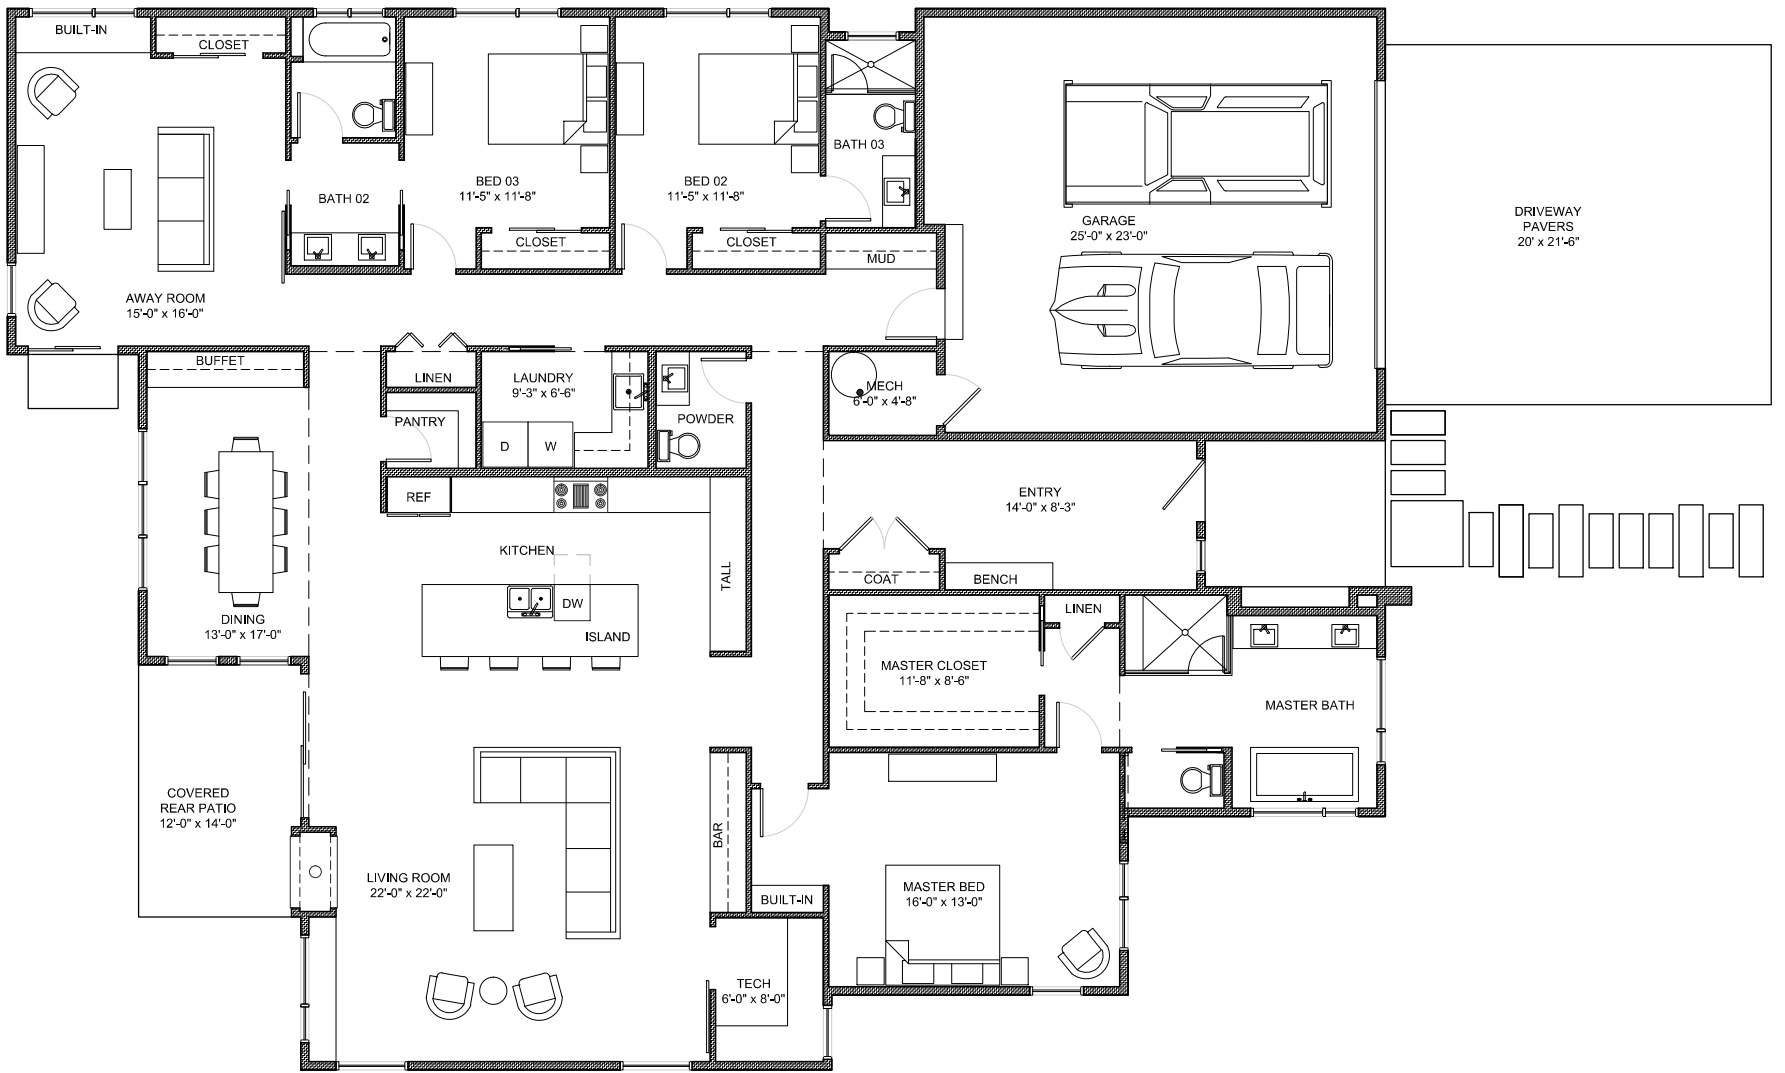 BUILT-IN
CLOSET
BATH 02
BED 03
11'-5" x 11'-8"
CLOSET
BED 02
11'-5" x 11'-8"
CLOSET
BATH 03
MUD
GARAGE
25'-0" x 23'-0"
DRIVEWAY
PAVERS
20' x 21'-6"
AWAY ROOM
15'-0" x 16'-0"
BUFFET
LINEN
PANTRY
LAUNDRY
9'-3" x 6'-6"
D
W
POWDER
MECH
6'-0" x 4'-8"
REF
KITCHEN
DW
ISLAND
TALL
ENTRY
14'-0" x 8'-3"
COAT
BENCH
DINING
13'-0" x 17'-0"
MASTER CLOSET
11'-8" x 8'-6"
LINEN
MASTER BATH
COVERED
REAR PATIO
12'-0" x 14'-0"
LIVING ROOM
22'-0" x 22'-0"
BAR
BUILT-IN
MASTER BED
16'-0" x 13'-0"
TECH
6'-0" x 8'-0"